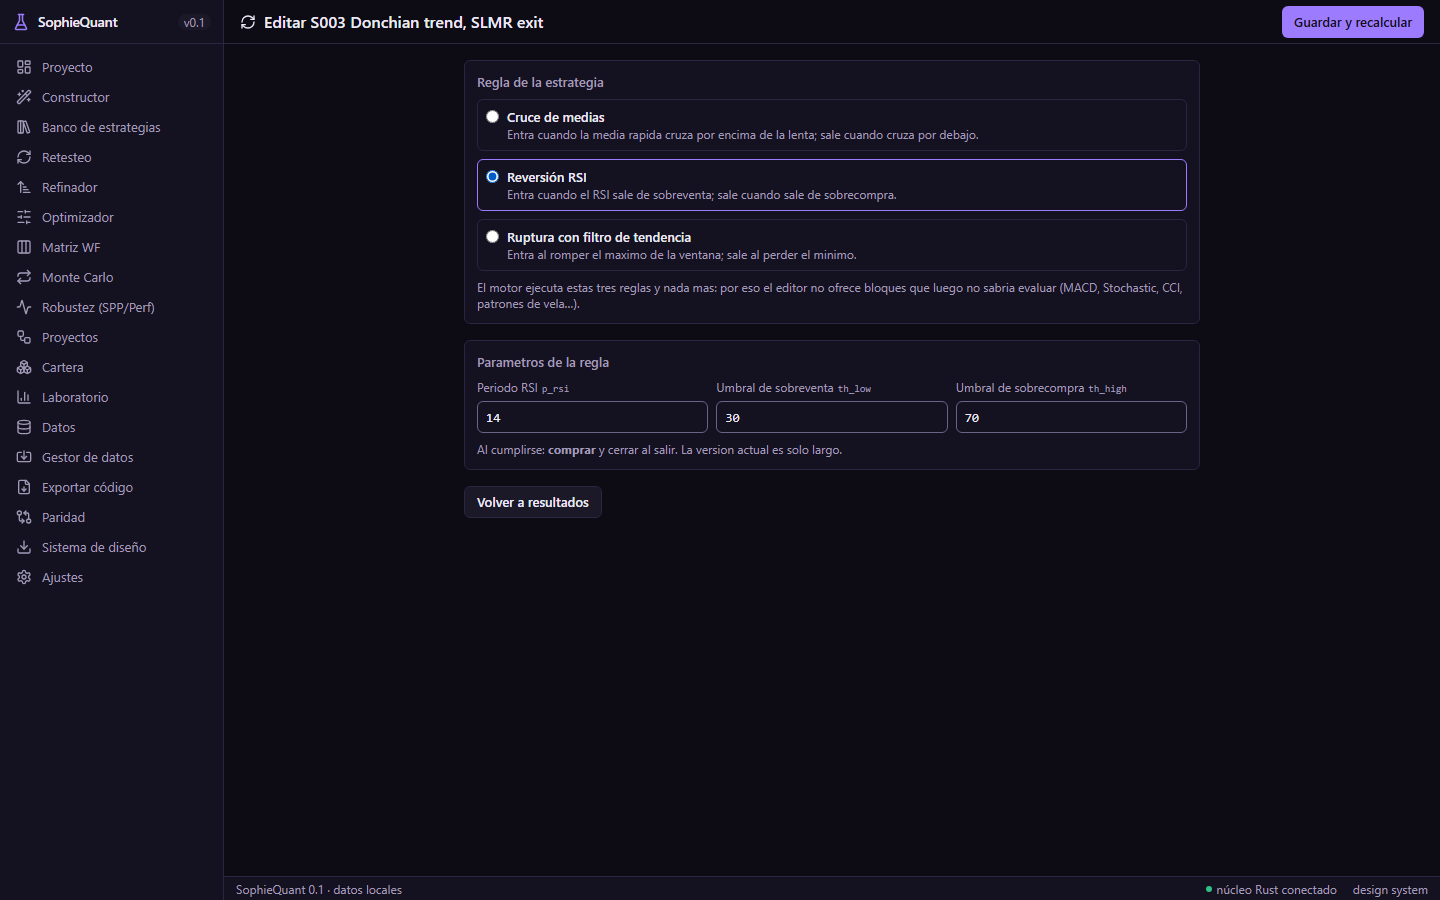 SophieQuant v0.1
Editar S003 Donchian trend, SLMR exit
Guardar y recalcular
Proyecto
Constructor
Banco de estrategias
Retesteo
Refinador
Optimizador
Matriz WF
Monte Carlo
Robustez (SPP/Perf)
Proyectos
Cartera
Laboratorio
Datos
Gestor de datos
Exportar código
Paridad
Sistema de diseño
Ajustes
Regla de la estrategia
Cruce de medias
Entra cuando la media rapida cruza por encima de la lenta; sale cuando cruza por debajo.
Reversión RSI
Entra cuando el RSI sale de sobreventa; sale cuando sale de sobrecompra.
Ruptura con filtro de tendencia
Entra al romper el maximo de la ventana; sale al perder el minimo.
El motor ejecuta estas tres reglas y nada mas: por eso el editor no ofrece bloques que luego no sabria evaluar (MACD, Stochastic, CCI,
patrones de vela...).
Parametros de la regla
Periodo RSI p_rsi
Umbral de sobreventa th_low
Umbral de sobrecompra th_high
14
30
70
Al cumplirse: comprar y cerrar al salir. La version actual es solo largo.
Volver a resultados
SophieQuant 0.1 · datos locales
núcleo Rust conectado
design system